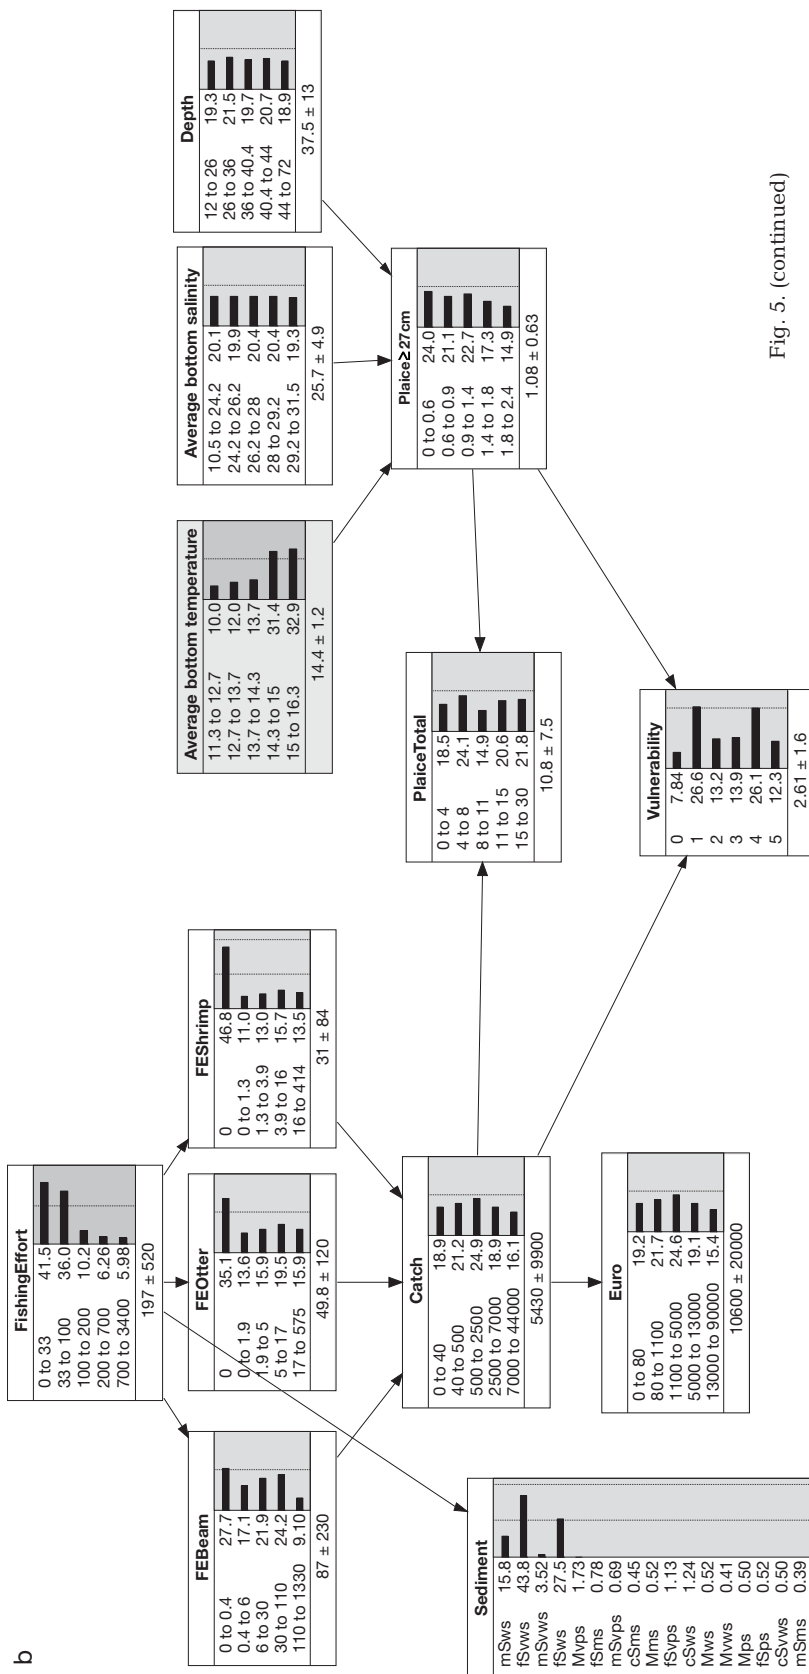 b
FishingEffort
0 to 33 41.5
33 to 100 36.0
100 to 200 10.2
200 to 700 6.26
700 to 3400 5.98
197 ± 520
FEBeam
0 to 0.4 27.7
0.4 to 6 17.1
6 to 30 21.9
30 to 110 24.2
110 to 1330 9.10
87 ± 230
FEOtter
0 35.1
0 to 1.9 13.6
1.9 to 5 15.9
5 to 17 19.5
17 to 575 15.9
49.8 ± 120
FEShrimp
0 46.8
0 to 1.3 11.0
1.3 to 3.9 13.0
3.9 to 16 15.7
16 to 414 13.5
31 ± 84
Average bottom temperature
11.3 to 12.7 10.0
12.7 to 13.7 12.0
13.7 to 14.3 13.7
14.3 to 15 31.4
15 to 16.3 32.9
14.4 ± 1.2
Average bottom salinity
10.5 to 24.2 20.1
24.2 to 26.2 19.9
26.2 to 28 20.4
28 to 29.2 20.4
29.2 to 31.5 19.3
25.7 ± 4.9
Depth
12 to 26 19.3
26 to 36 21.5
36 to 40.4 19.7
40.4 to 44 20.7
44 to 72 18.9
37.5 ± 13
Catch
0 to 40 18.9
40 to 500 21.2
500 to 2500 24.9
2500 to 7000 18.9
7000 to 44000 16.1
5430 ± 9900
PlaiceTotal
0 to 4 18.5
4 to 8 24.1
8 to 11 14.9
11 to 15 20.6
15 to 30 21.8
10.8 ± 7.5
Plaice≥27cm
0 to 0.6 24.0
0.6 to 0.9 21.1
0.9 to 1.4 22.7
1.4 to 1.8 17.3
1.8 to 2.4 14.9
1.08 ± 0.63
Sediment
mSws 15.8
fSvws 43.8
mSvws 3.52
fSws 27.5
Mvps 1.73
fSms 0.78
mSvps 0.69
cSms 0.45
Mms 0.52
fSvps 1.13
cSws 1.24
Mws 0.52
Mvws 0.41
Mps 0.50
fSps 0.52
cSvws 0.50
mSms 0.39
Euro
0 to 80 19.2
80 to 1100 21.7
1100 to 5000 24.6
5000 to 13000 19.1
13000 to 90000 15.4
10600 ± 20000
Vulnerability
0 7.84
1 26.6
2 13.2
3 13.9
4 26.1
5 12.3
2.61 ± 1.6
Fig. 5. (continued)